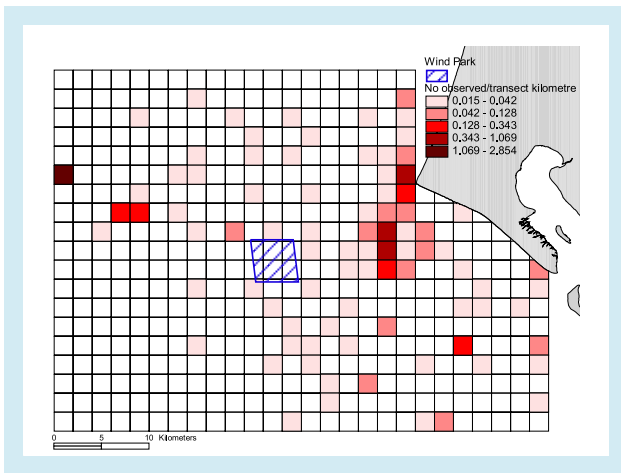 Wind Park
No observed/transect kilometre
0.015 - 0.042
0.042 - 0.128
0.128 - 0.343
0.343 - 1.069
1.069 - 2.854
0 5 10 Kilometers